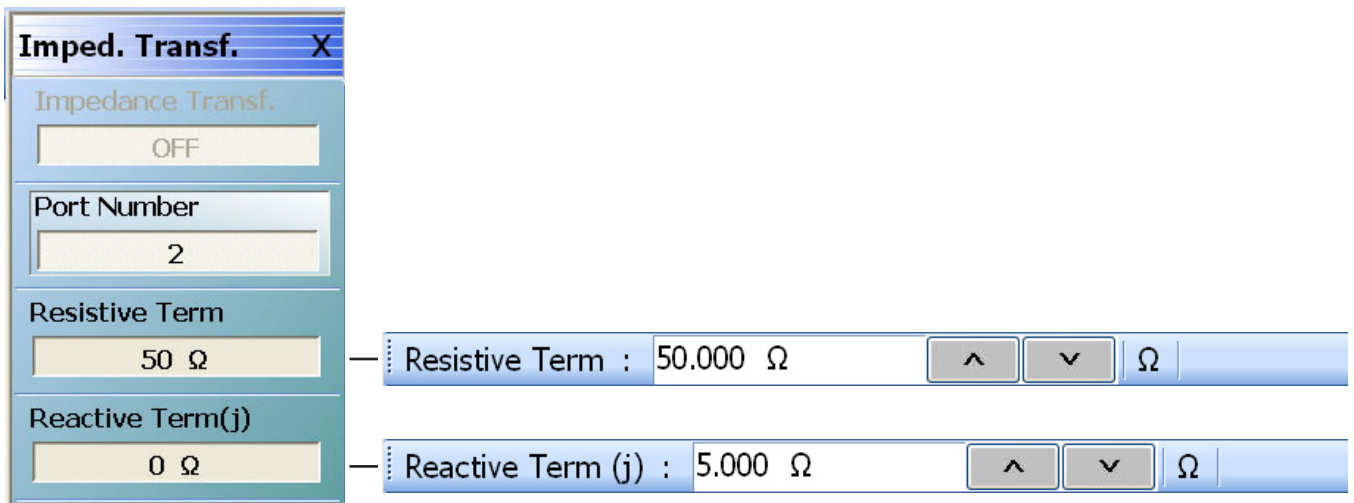 Imped. Transf. X
Impedance Transf.
OFF
Port Number
2
Resistive Term
50 Ω
Resistive Term : 50.000 Ω ^ v Ω
Reactive Term(j)
0 Ω
Reactive Term (j) : 5.000 Ω ^ v Ω